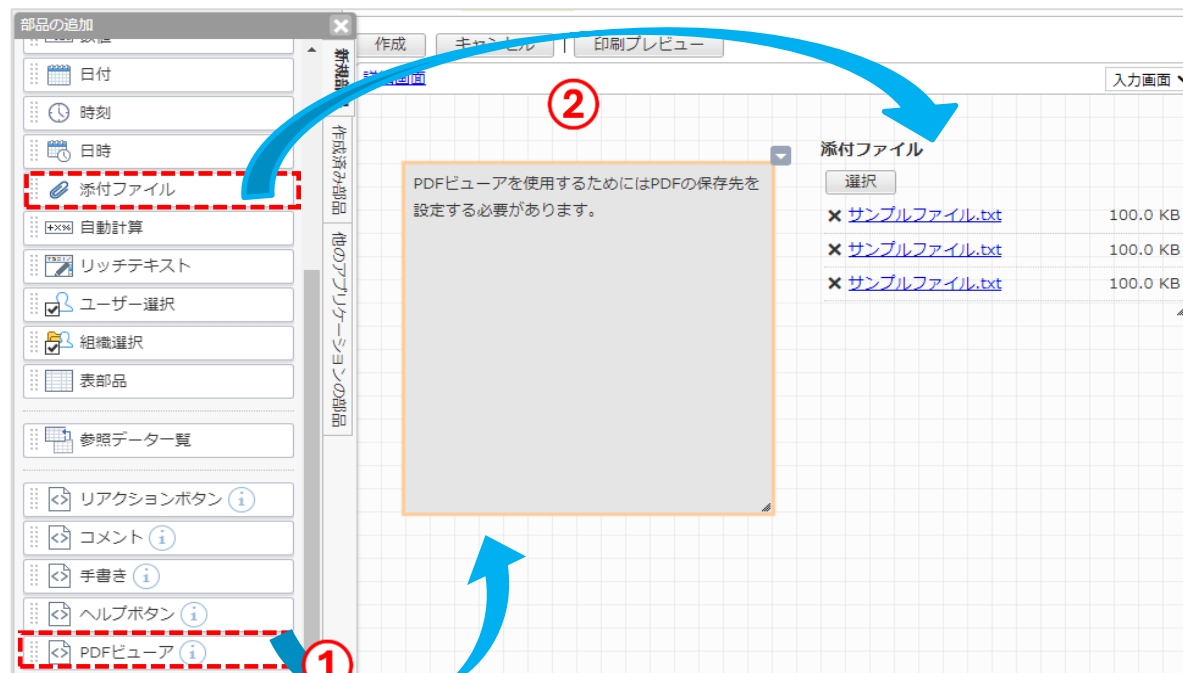 部品の追加
日付
時刻
日時
添付ファイル
自動計算
リッチテキスト
ユーザー選択
組織選択
表部品
参照データ一覧
リアクションボタン
コメント
手書き
ヘルプボタン
PDFビューア
①
作成済み部品
他のアプリケーションの部品
作成
キャンセル
印刷プレビュー
入力画面
②
PDFビューアを使用するためにはPDFの保存先を
設定する必要があります。
添付ファイル
選択
サンプルファイル.txt 100.0 KB
サンプルファイル.txt 100.0 KB
サンプルファイル.txt 100.0 KB